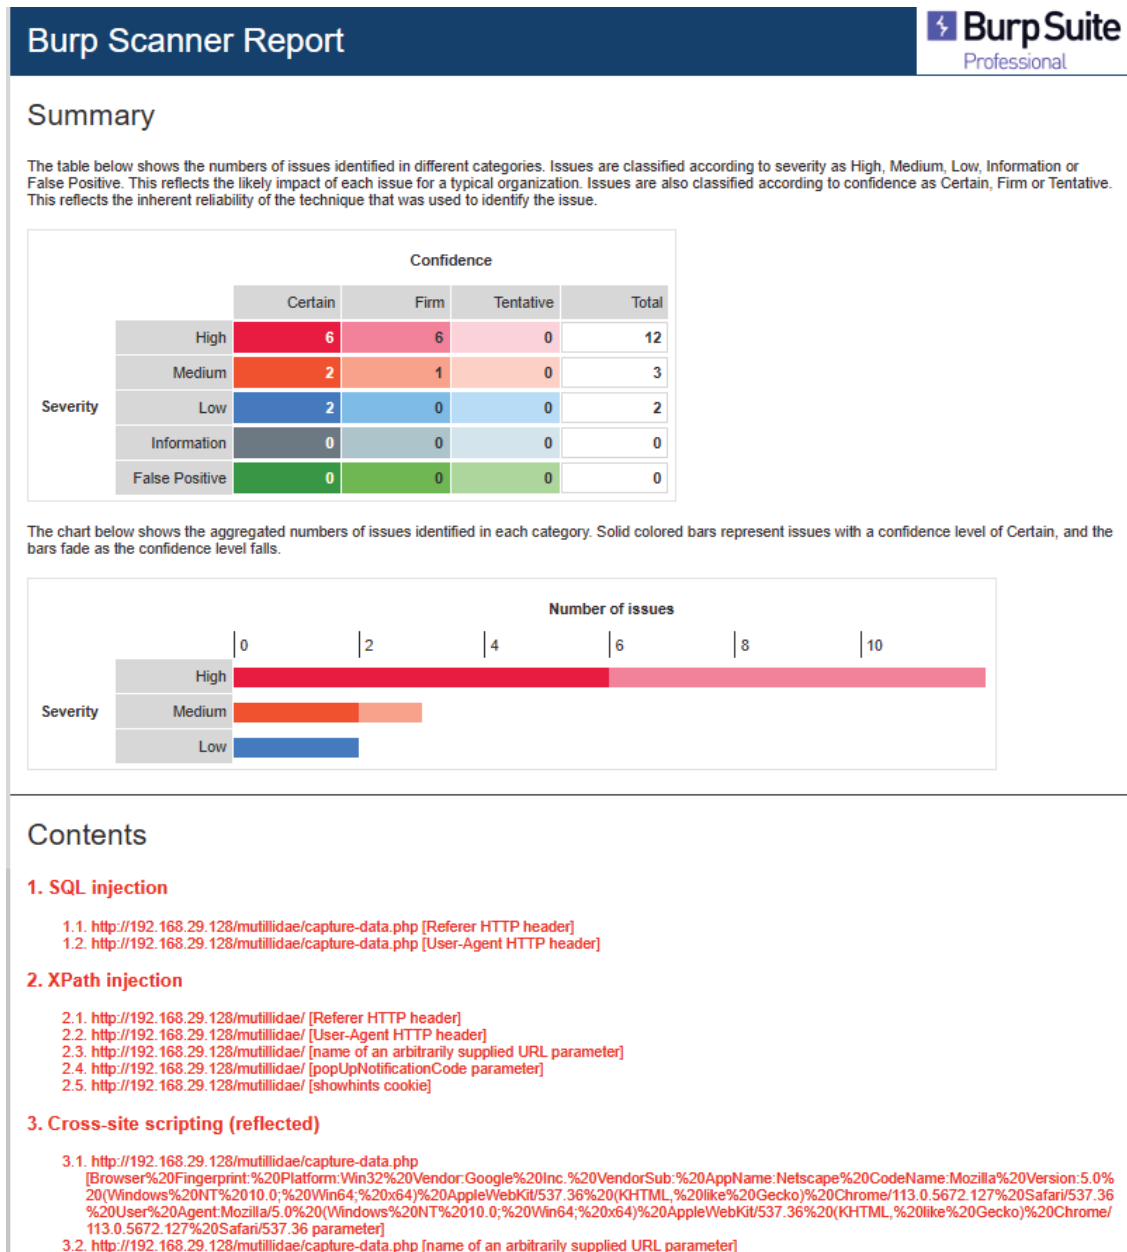 Burp Scanner Report
Burp Suite
Professional
Summary
The table below shows the numbers of issues identified in different categories. Issues are classified according to severity as High, Medium, Low, Information or
False Positive. This reflects the likely impact of each issue for a typical organization. Issues are also classified according to confidence as Certain, Firm or Tentative.
This reflects the inherent reliability of the technique that was used to identify the issue.
Confidence
Certain Firm Tentative Total
High 6 6 0 12
Medium 2 1 0 3
Severity Low 2 0 0 2
Information 0 0 0 0
False Positive 0 0 0 0
The chart below shows the aggregated numbers of issues identified in each category. Solid colored bars represent issues with a confidence level of Certain, and the
bars fade as the confidence level falls.
Number of issues
0 2 4 6 8 10
High
Severity Medium
Low
Contents
1. SQL injection
1.1. http://192.168.29.128/mutillidae/capture-data.php [Referer HTTP header]
1.2. http://192.168.29.128/mutillidae/capture-data.php [User-Agent HTTP header]
2. XPath injection
2.1. http://192.168.29.128/mutillidae/ [Referer HTTP header]
2.2. http://192.168.29.128/mutillidae/ [User-Agent HTTP header]
2.3. http://192.168.29.128/mutillidae/ [name of an arbitrarily supplied URL parameter]
2.4. http://192.168.29.128/mutillidae/ [popUpNotificationCode parameter]
2.5. http://192.168.29.128/mutillidae/ [showhints cookie]
3. Cross-site scripting (reflected)
3.1. http://192.168.29.128/mutillidae/capture-data.php
[Browser%20Fingerprint:%20Platform:Win32%20Vendor:Google%20Inc.%20VendorSub:%20AppName:Netscape%20CodeName:Mozilla%20Version:5.0%
20(Windows%20NT%2010.0;%20Win64;%20x64)%20AppleWebKit/537.36%20(KHTML,%20like%20Gecko)%20Chrome/113.0.5672.127%20Safari/537.36
%20User%20Agent:Mozilla/5.0%20(Windows%20NT%2010.0;%20Win64;%20x64)%20AppleWebKit/537.36%20(KHTML,%20like%20Gecko)%20Chrome/
113.0.5672.127%20Safari/537.36 parameter]
3.2. http://192.168.29.128/mutillidae/capture-data.php [name of an arbitrarily supplied URL parameter]